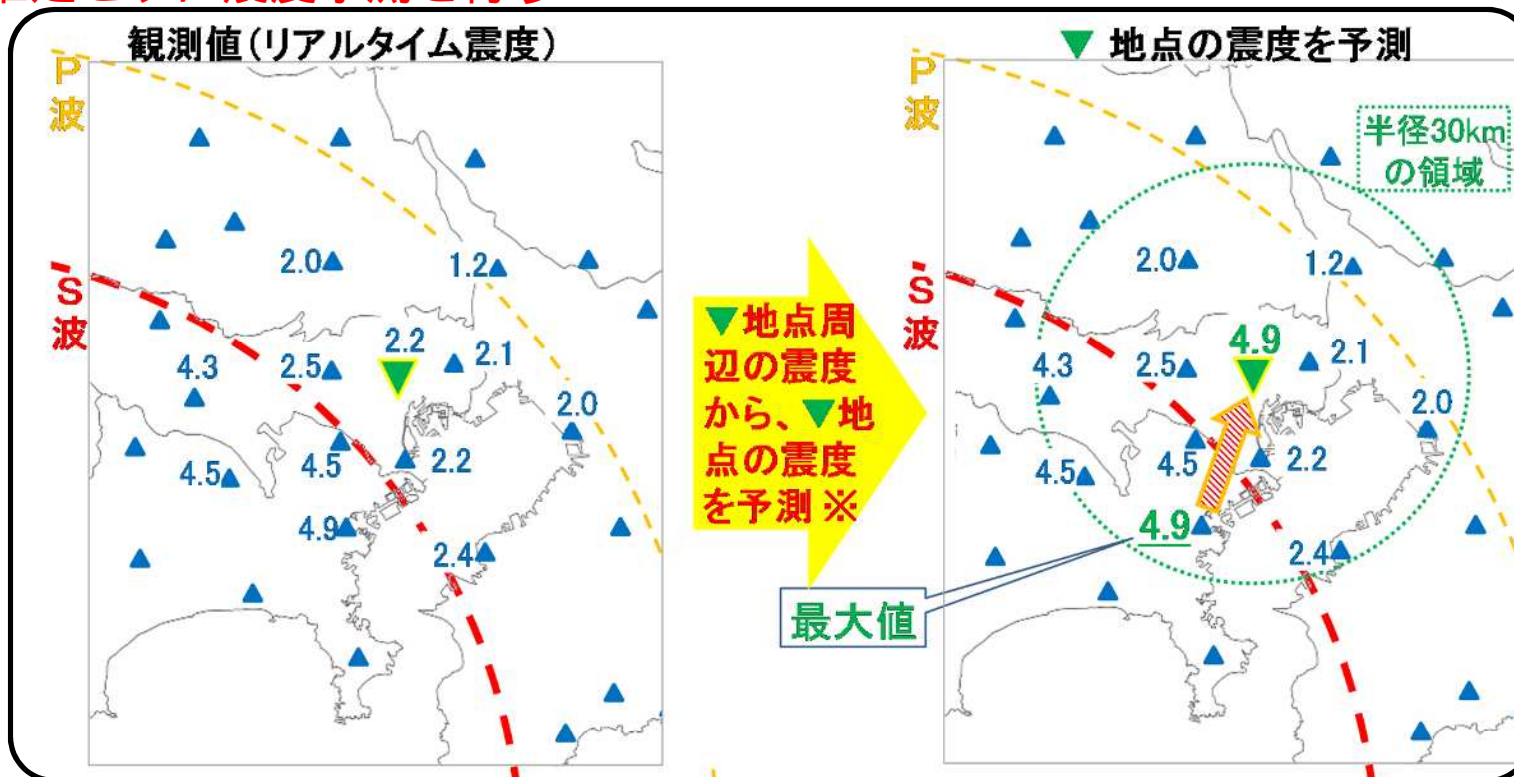 観測値(リアルタイム震度)
P
波
S
波
2.0
1.2
4.3
2.5
2.2
2.1
2.0
4.5
4.5
2.2
4.9
2.4
▼地点周
辺の震度
から、▼地
点の震度
を予測※
▼ 地点の震度を予測
P
波
半径30km
の領域
S
波
2.0
1.2
4.3
2.5
4.9
2.1
2.0
4.5
4.5
2.2
4.9
2.4
最大値